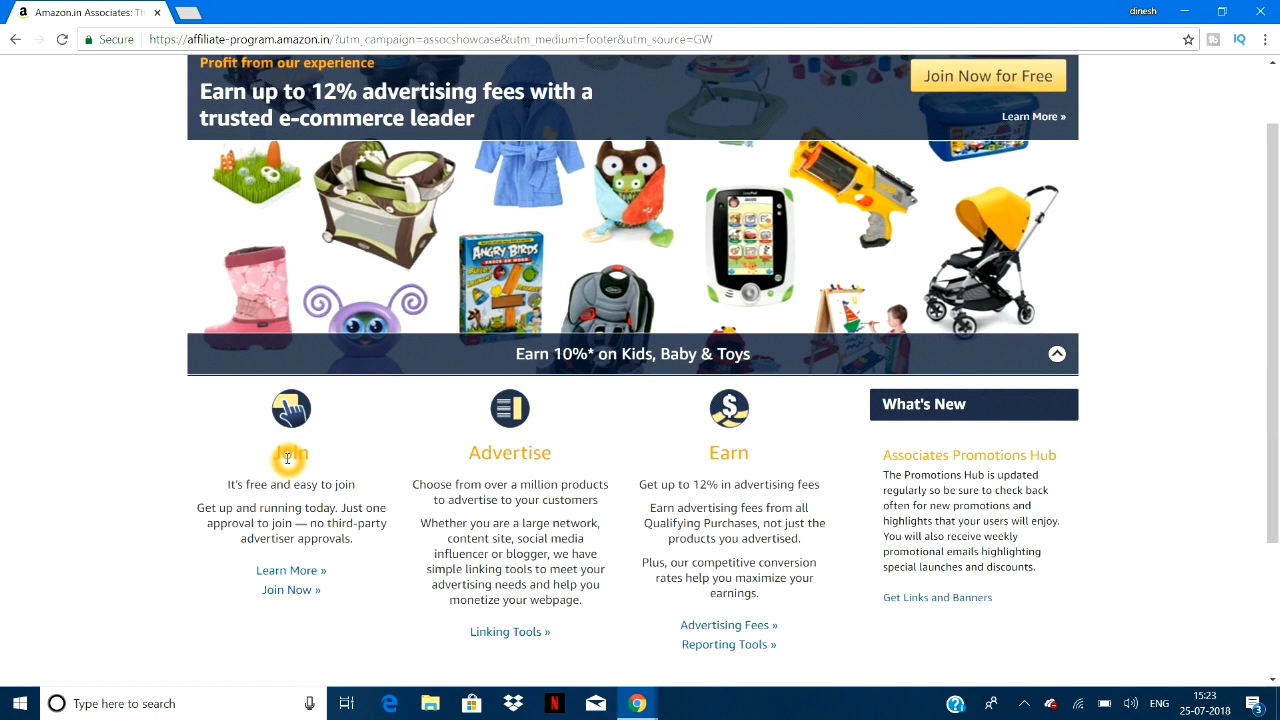 Amazon.in Associates: Th
dinesh
Secure
https://affiliate-program.amazon.in/?utm_campaign=assocshowcase&utm_medium=footer&utm_source=GW
Profit from our experience
Earn up to 12% advertising fees with a
trusted e-commerce leader
Join Now for Free
Learn More »
ANGRY BIRDS
Earn 10%* on Kids, Baby & Toys
Join
It's free and easy to join
Get up and running today. Just one
approval to join — no third-party
advertiser approvals.
Learn More »
Join Now »
Advertise
Choose from over a million products
to advertise to your customers
Whether you are a large network,
content site, social media
influencer or blogger, we have
simple linking tools to meet your
advertising needs and help you
monetize your webpage.
Linking Tools »
Earn
Get up to 12% in advertising fees
Earn advertising fees from all
Qualifying Purchases, not just the
products you advertised.
Plus, our competitive conversion
rates help you maximize your
earnings.
Advertising Fees »
Reporting Tools »
What's New
Associates Promotions Hub
The Promotions Hub is updated
regularly so be sure to check back
often for new promotions and
highlights that your users will enjoy.
You will also receive weekly
promotional emails highlighting
special launches and discounts.
Get Links and Banners
Type here to search
ENG
15:23
25-07-2018
3